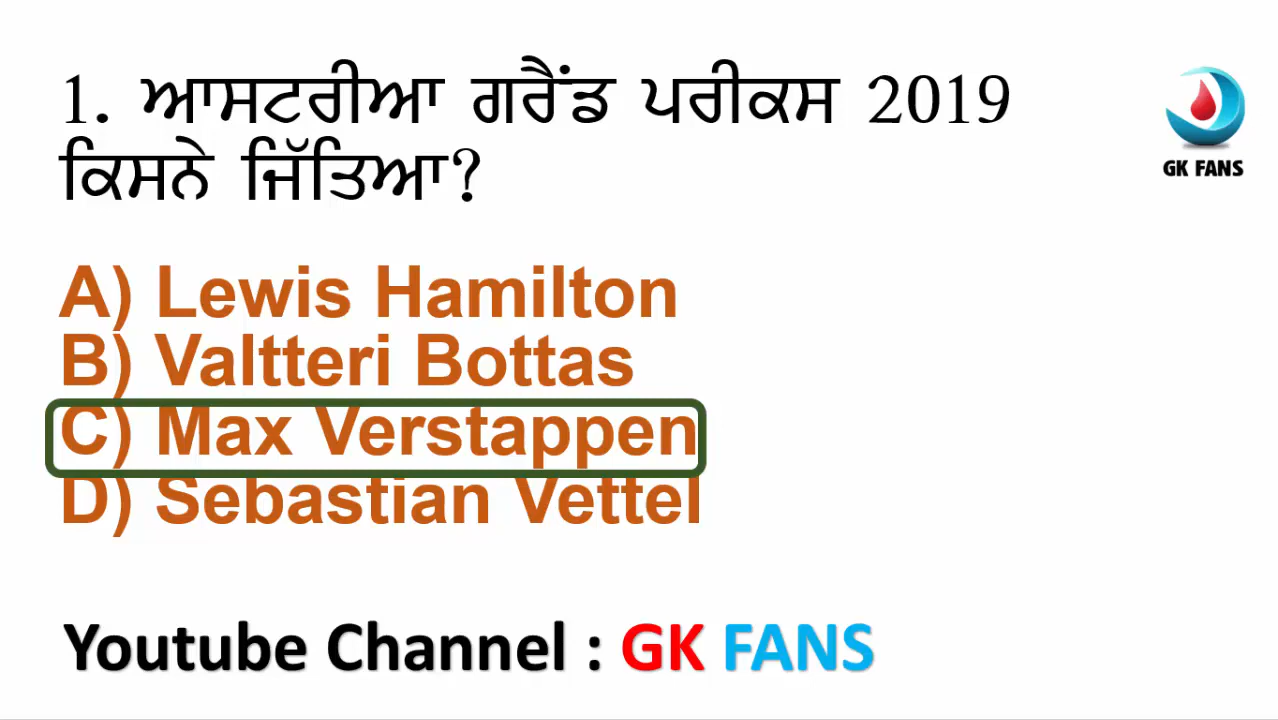 1. ਆਸਟਰੀਆ ਗਰੈਂਡ ਪਰੀਕਸ 2019
ਕਿਸਨੇ ਜਿੱਤਿਆ?
GK FANS
A) Lewis Hamilton
B) Valtteri Bottas
C) Max Verstappen
D) Sebastian Vettel
Youtube Channel : GK FANS